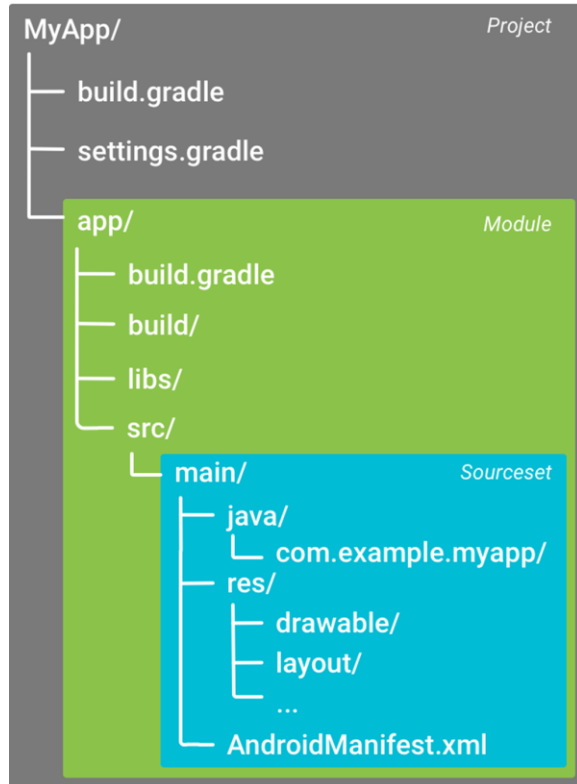 MyApp/ Project
build.gradle
settings.gradle
app/ Module
build.gradle
build/
libs/
src/
main/ Sourceset
java/
com.example.myapp/
res/
drawable/
layout/
...
AndroidManifest.xml